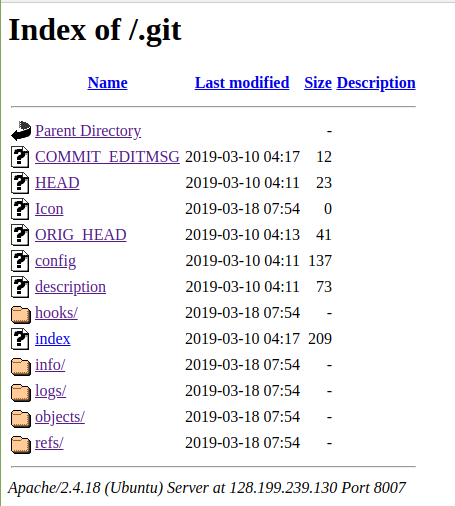 Index of /.git
Name Last modified Size Description
Parent Directory -
COMMIT_EDITMSG 2019-03-10 04:17 12
HEAD 2019-03-10 04:11 23
Icon 2019-03-18 07:54 0
ORIG_HEAD 2019-03-10 04:13 41
config 2019-03-10 04:11 137
description 2019-03-10 04:11 73
hooks/ 2019-03-18 07:54 -
index 2019-03-10 04:17 209
info/ 2019-03-18 07:54 -
logs/ 2019-03-18 07:54 -
objects/ 2019-03-18 07:54 -
refs/ 2019-03-18 07:54 -
Apache/2.4.18 (Ubuntu) Server at 128.199.239.130 Port 8007